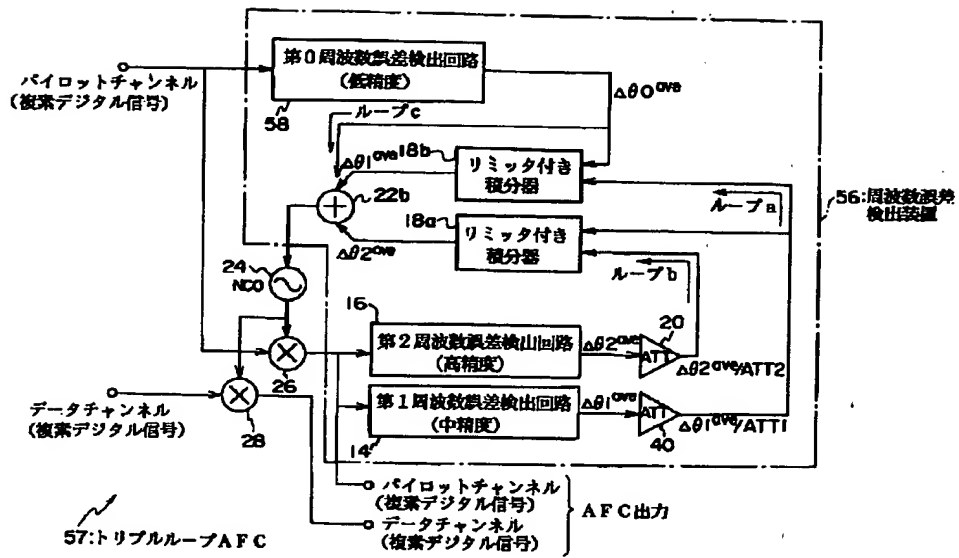 第0周波数誤差検出回路
(低精度)
パイロットチャンネル
(複素デジタル信号)
58
ループc
Δθ0ave
Δθ1ave
18b
リミッタ付き
積分器
22b
ループa
56:周波数誤差
検出装置
18a
リミッタ付き
積分器
Δθ2ave
ループb
24
NCO
16
第2周波数誤差検出回路
(高精度)
Δθ2ave
20
ATT
Δθ2ave/ATT2
26
データチャンネル
(複素デジタル信号)
28
第1周波数誤差検出回路
(中精度)
14
Δθ1ave
ATT
40
Δθ1ave/ATT1
パイロットチャンネル
(複素デジタル信号)
データチャンネル
(複素デジタル信号)
AFC出力
57:トリプルループAFC